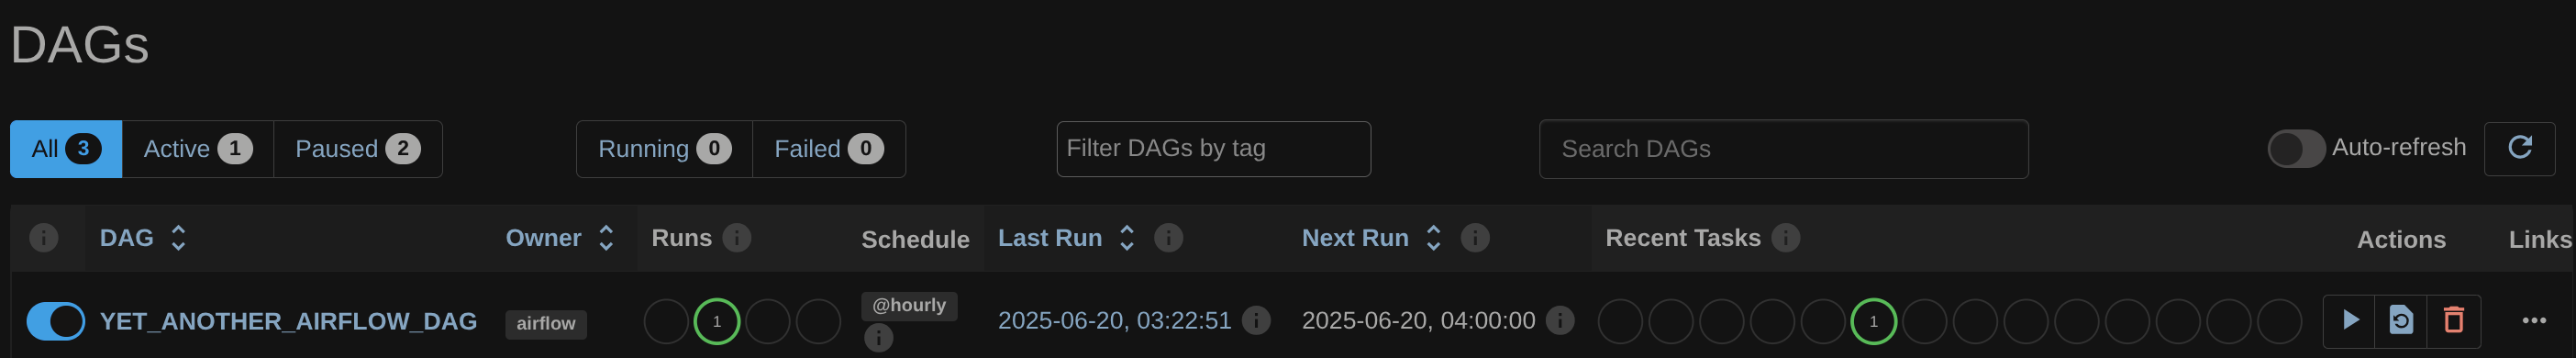 DAGs
All 3 Active 1 Paused 2 Running 0 Failed 0 Filter DAGs by tag Search DAGs Auto-refresh
DAG Owner Runs Schedule Last Run Next Run Recent Tasks Actions Links
YET_ANOTHER_AIRFLOW_DAG airflow 1 @hourly 2025-06-20, 03:22:51 2025-06-20, 04:00:00 1